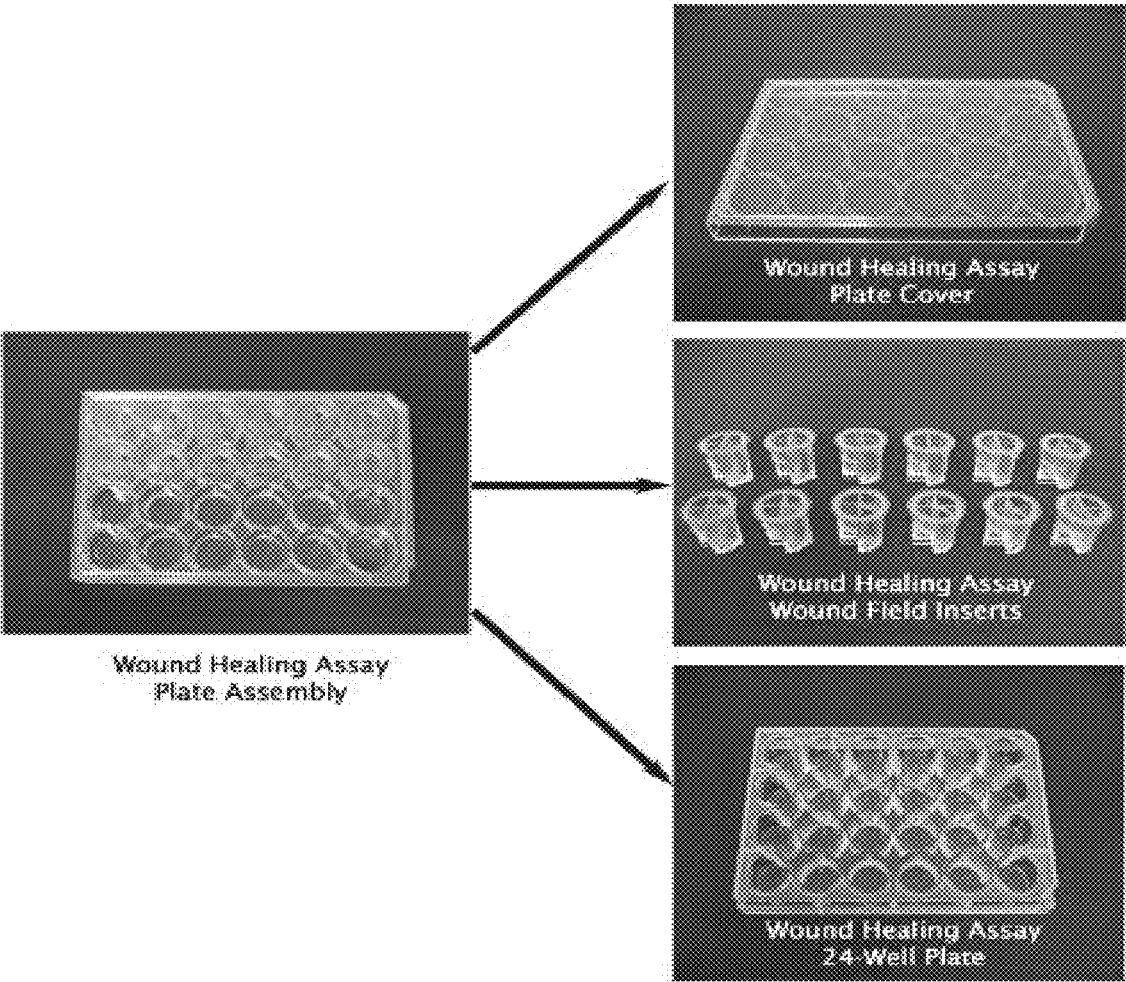 Wound Healing Assay
Plate Assembly
Wound Healing Assay
Plate Cover
Wound Healing Assay
Wound Field Inserts
Wound Healing Assay
24-Well Plate